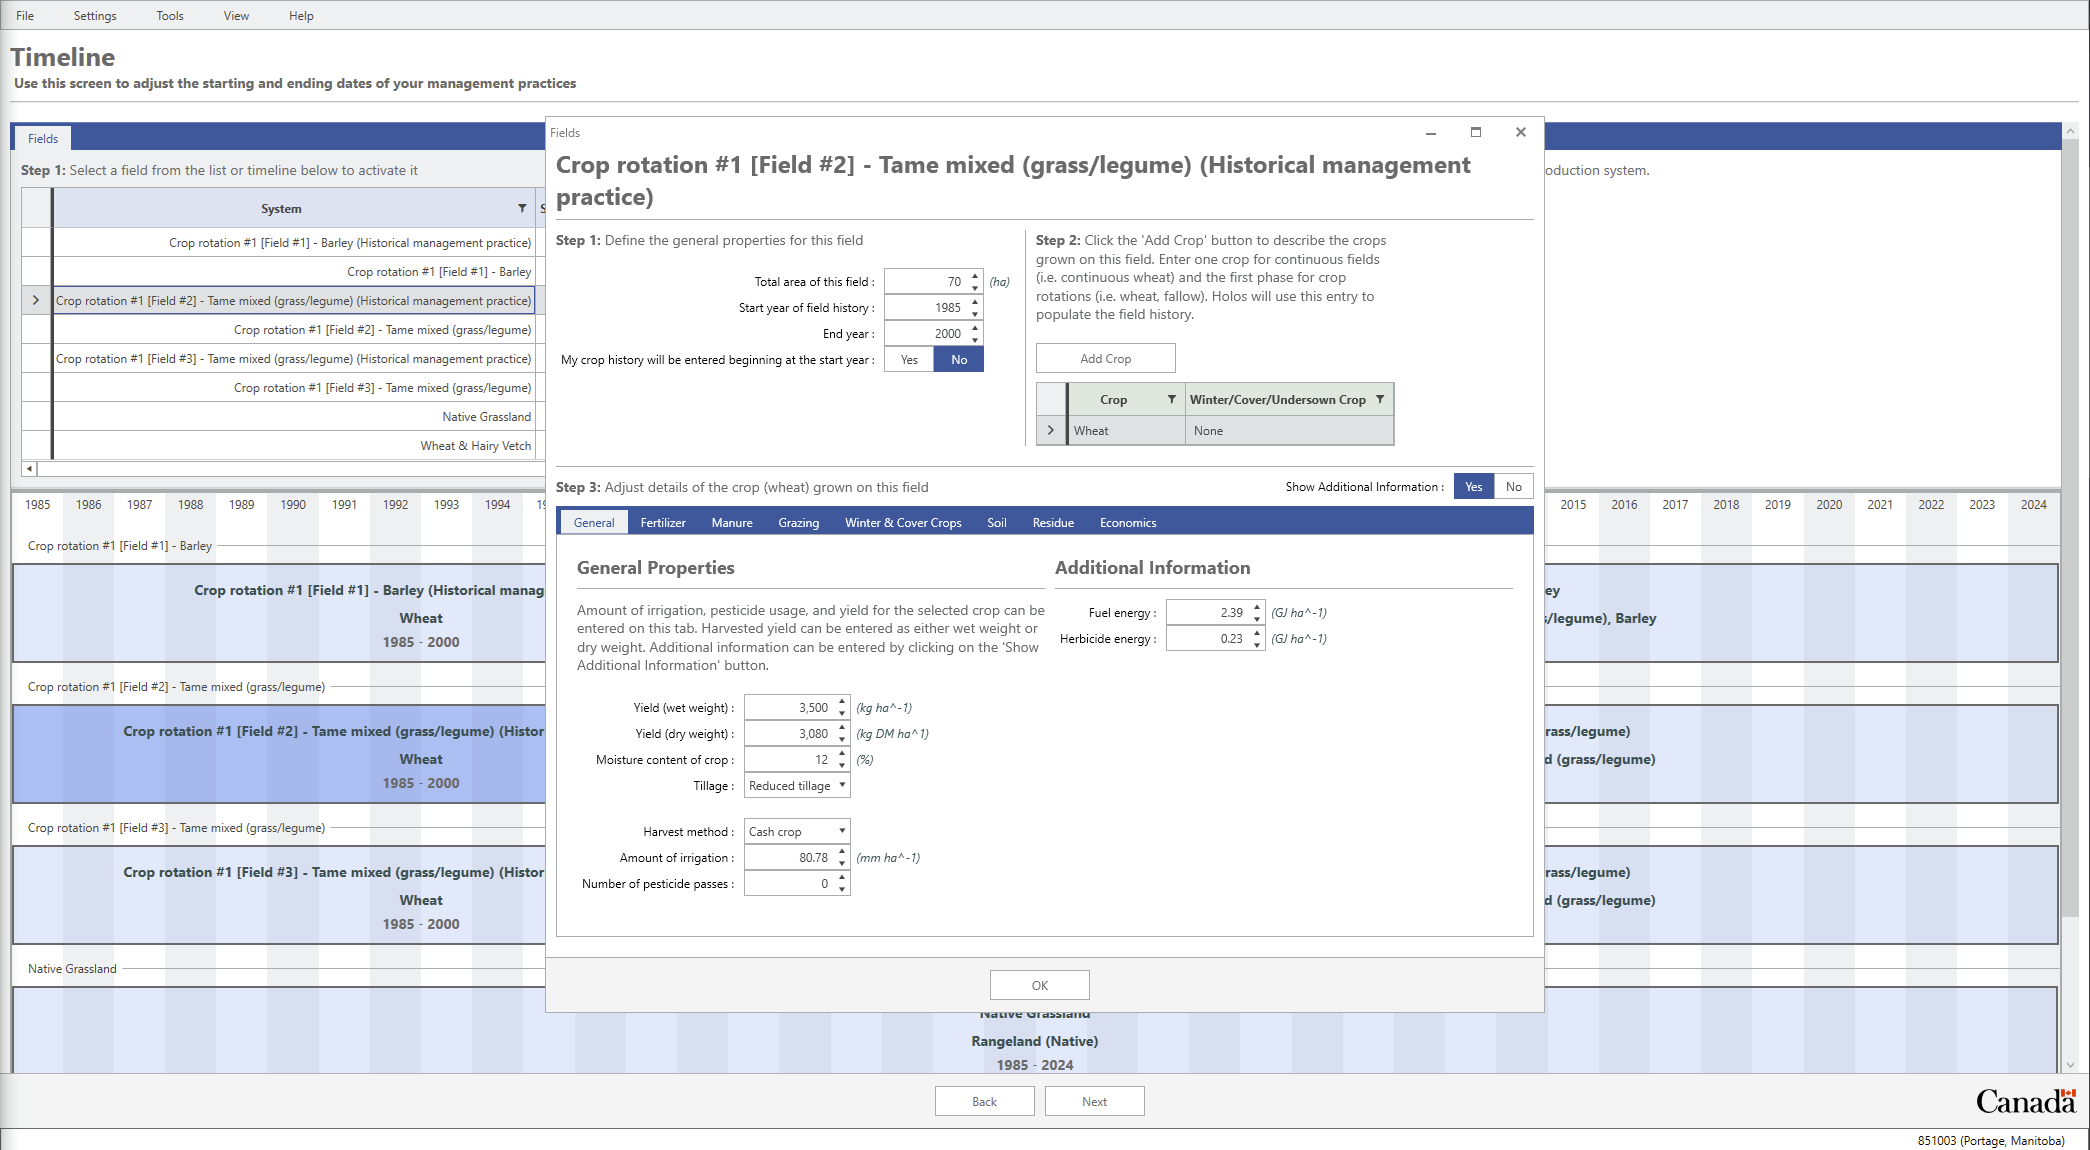 File Settings Tools View Help
Timeline
Use this screen to adjust the starting and ending dates of your management practices
Fields
Step 1: Select a field from the list or timeline below to activate it
oduction system.
System
Crop rotation #1 [Field #1] - Barley (Historical management practice)
Crop rotation #1 [Field #1] - Barley
Crop rotation #1 [Field #2] - Tame mixed (grass/legume) (Historical management practice)
Crop rotation #1 [Field #2] - Tame mixed (grass/legume)
Crop rotation #1 [Field #3] - Tame mixed (grass/legume) (Historical management practice)
Crop rotation #1 [Field #3] - Tame mixed (grass/legume)
Native Grassland
Wheat & Hairy Vetch
Fields
Crop rotation #1 [Field #2] - Tame mixed (grass/legume) (Historical management
practice)
Step 1: Define the general properties for this field
Total area of this field : 70 (ha)
Start year of field history : 1985
End year : 2000
My crop history will be entered beginning at the start year : Yes No
Step 2: Click the 'Add Crop' button to describe the crops
grown on this field. Enter one crop for continuous fields
(i.e. continuous wheat) and the first phase for crop
rotations (i.e. wheat, fallow). Holos will use this entry to
populate the field history.
Add Crop
Crop Winter/Cover/Undersown Crop
Wheat None
Step 3: Adjust details of the crop (wheat) grown on this field
Show Additional Information : Yes No
General Fertilizer Manure Grazing Winter & Cover Crops Soil Residue Economics
General Properties
Amount of irrigation, pesticide usage, and yield for the selected crop can be
entered on this tab. Harvested yield can be entered as either wet weight or
dry weight. Additional information can be entered by clicking on the 'Show
Additional Information' button.
Yield (wet weight) : 3,500 (kg ha^-1)
Yield (dry weight) : 3,080 (kg DM ha^1)
Moisture content of crop : 12 (%)
Tillage : Reduced tillage
Harvest method : Cash crop
Amount of irrigation : 80.78 (mm ha^-1)
Number of pesticide passes : 0
Additional Information
Fuel energy : 2.39 (GJ ha^-1)
Herbicide energy : 0.23 (GJ ha^-1)
OK
1985 1986 1987 1988 1989 1990 1991 1992 1993 1994 2015 2016 2017 2018 2019 2020 2021 2022 2023 2024
Crop rotation #1 [Field #1] - Barley
Crop rotation #1 [Field #1] - Barley (Historical manag
Wheat
1985 - 2000
ey
s/legume), Barley
Crop rotation #1 [Field #2] - Tame mixed (grass/legume)
Crop rotation #1 [Field #2] - Tame mixed (grass/legume) (Histor
Wheat
1985 - 2000
rass/legume)
d (grass/legume)
Crop rotation #1 [Field #3] - Tame mixed (grass/legume)
Crop rotation #1 [Field #3] - Tame mixed (grass/legume) (Histor
Wheat
1985 - 2000
rass/legume)
d (grass/legume)
Native Grassland
Native Grassland
Rangeland (Native)
1985 - 2024
Back Next
Canada
851003 (Portage, Manitoba)